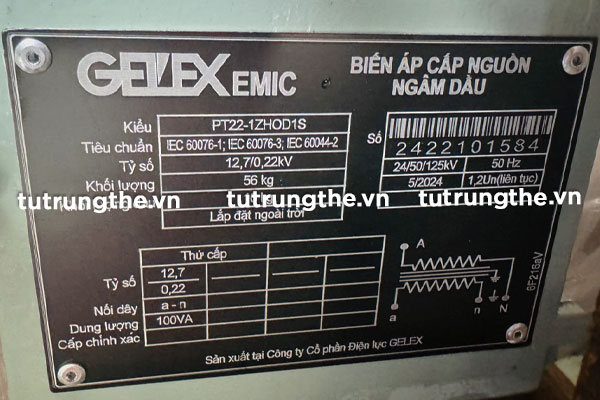 GELEX EMIC
BIẾN ÁP CẤP NGUỒN
NGÂM DẦU
Kiểu PT22-1ZHOD1S
Tiêu chuẩn IEC 60076-1; IEC 60076-3; IEC 60044-2
Tỷ số 12,7/0,22kV
Khối lượng 56 kg
Lắp đặt ngoài trời
Số 2422101584
24/50/125kV 50 Hz
5/2024 1,2Un(liên tục)
tutrungthe.vn tutrungthe.vn tutrungthe.vn
Thứ cấp
Tỷ số 12,7
0,22
Nối dây a - n
Dung lượng 100VA
Cấp chính xác
A
a n N
6F216aV
Sản xuất tại Công ty Cổ phần Điện lực GELEX